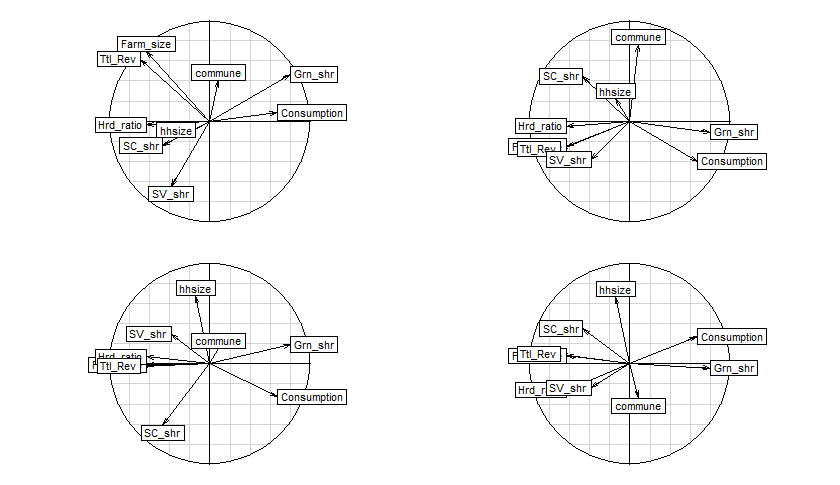 Farm_size
Ttl_Rev
commune
Grn_shr
Consumption
Hrd_ratio
hhsize
SC_shr
SV_shr
commune
SC_shr
hhsize
Hrd_ratio
Grn_shr
Ttl_Rev
SV_shr
Consumption
hhsize
SV_shr
commune
Grn_shr
Hrd_ratio
Ttl_Rev
Consumption
SC_shr
hhsize
SC_shr
Consumption
Ttl_Rev
Grn_shr
SV_shr
commune